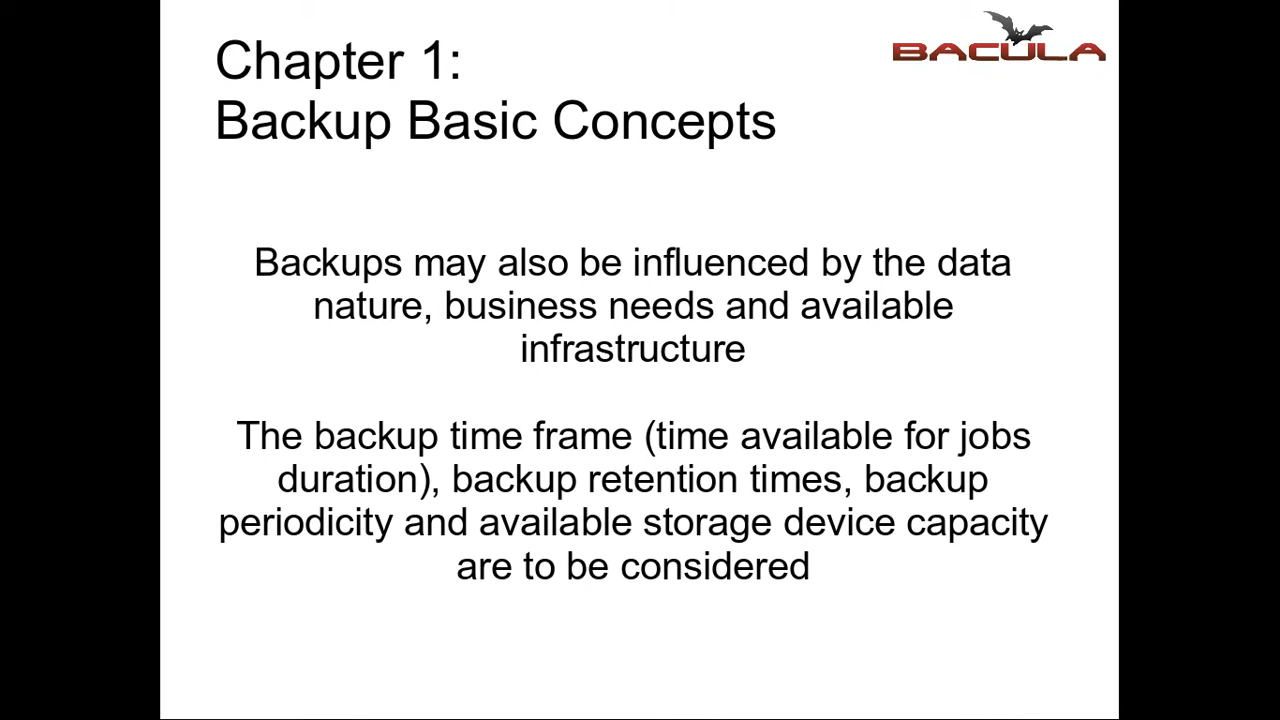 Chapter 1:
BACULA
Backup Basic Concepts
Backups may also be influenced by the data
nature, business needs and available
infrastructure
The backup time frame (time available for jobs
duration), backup retention times, backup
periodicity and available storage device capacity
are to be considered